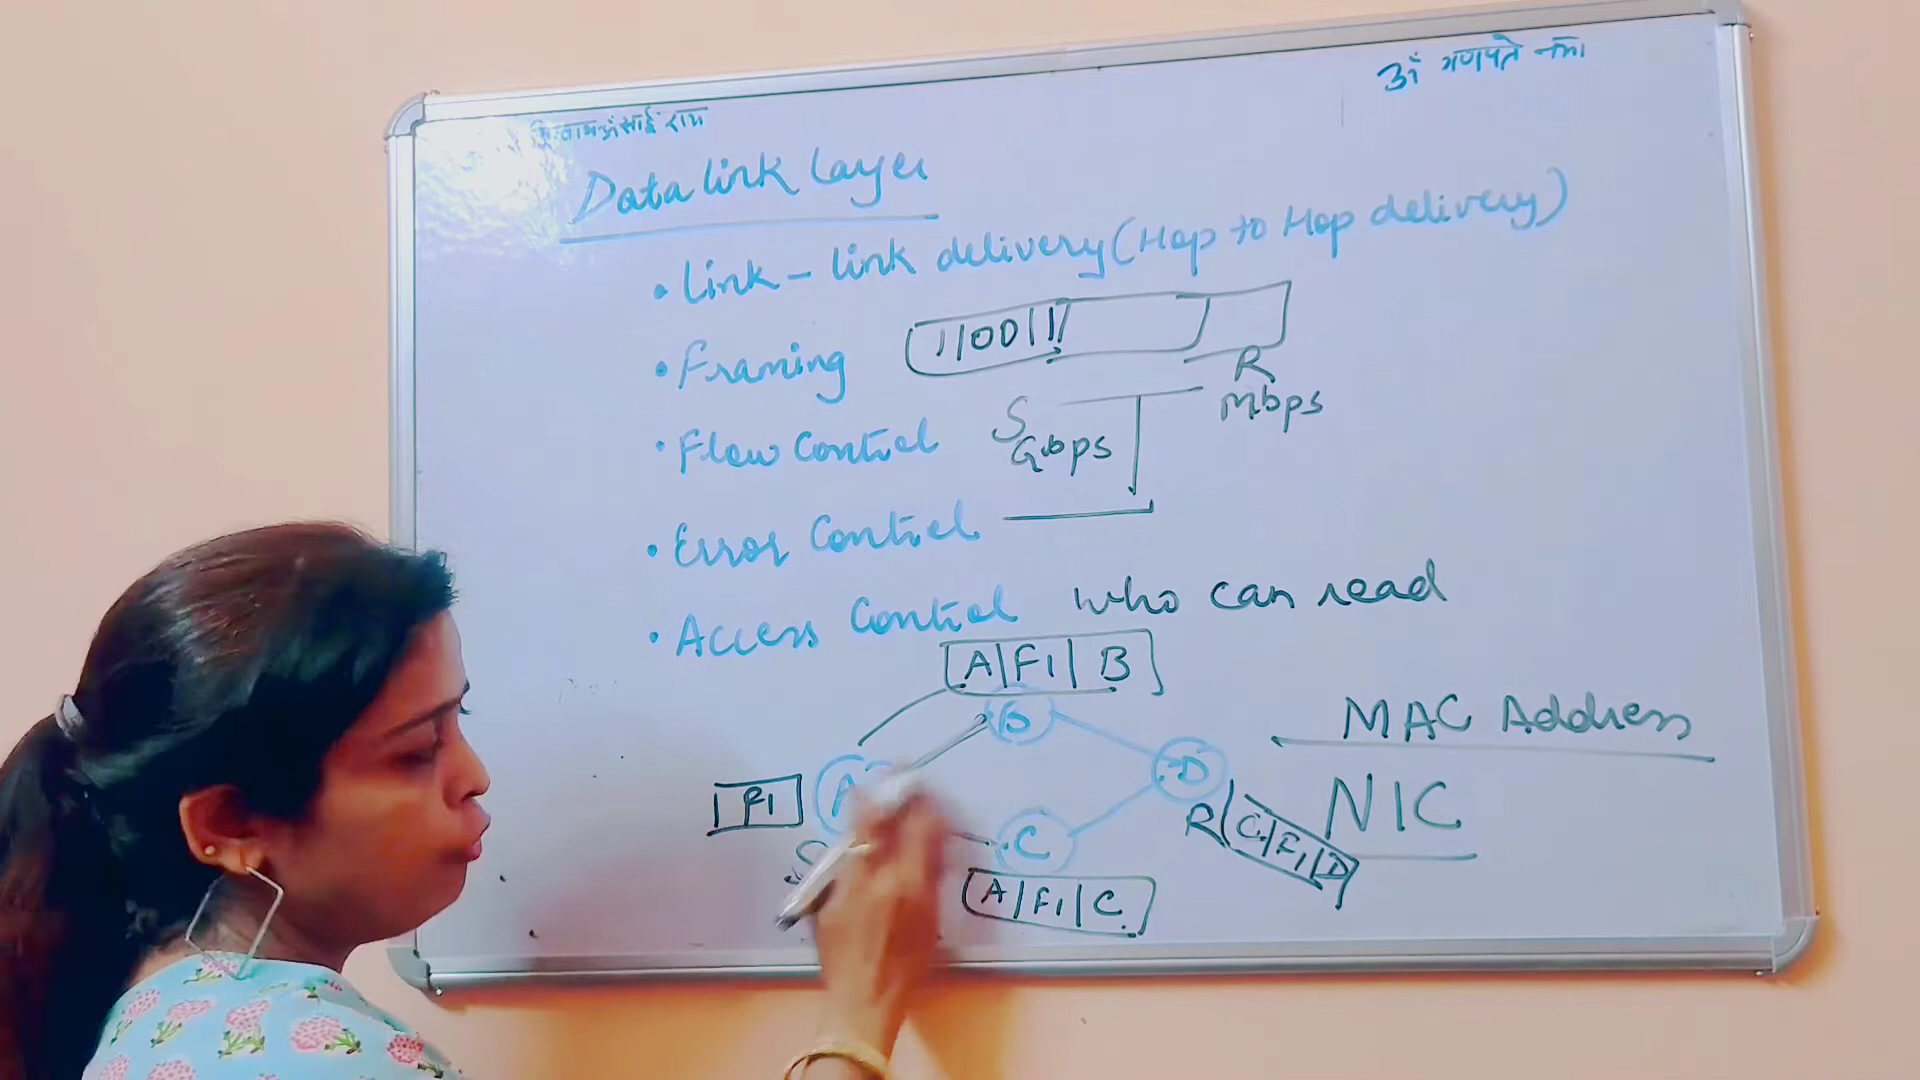 ॐ गणपते नमः
ॐ साईं राम
Data link Layer
• Link - link delivery (Hop to Hop delivery)
• Framing 110011
R
Mbps
• Flow Control S
Gbps
• Error Control
• Access Control who can read
A|F1|B
B
MAC Address
F1 A D
NIC
R C|F1|D
S C
A|F1|C